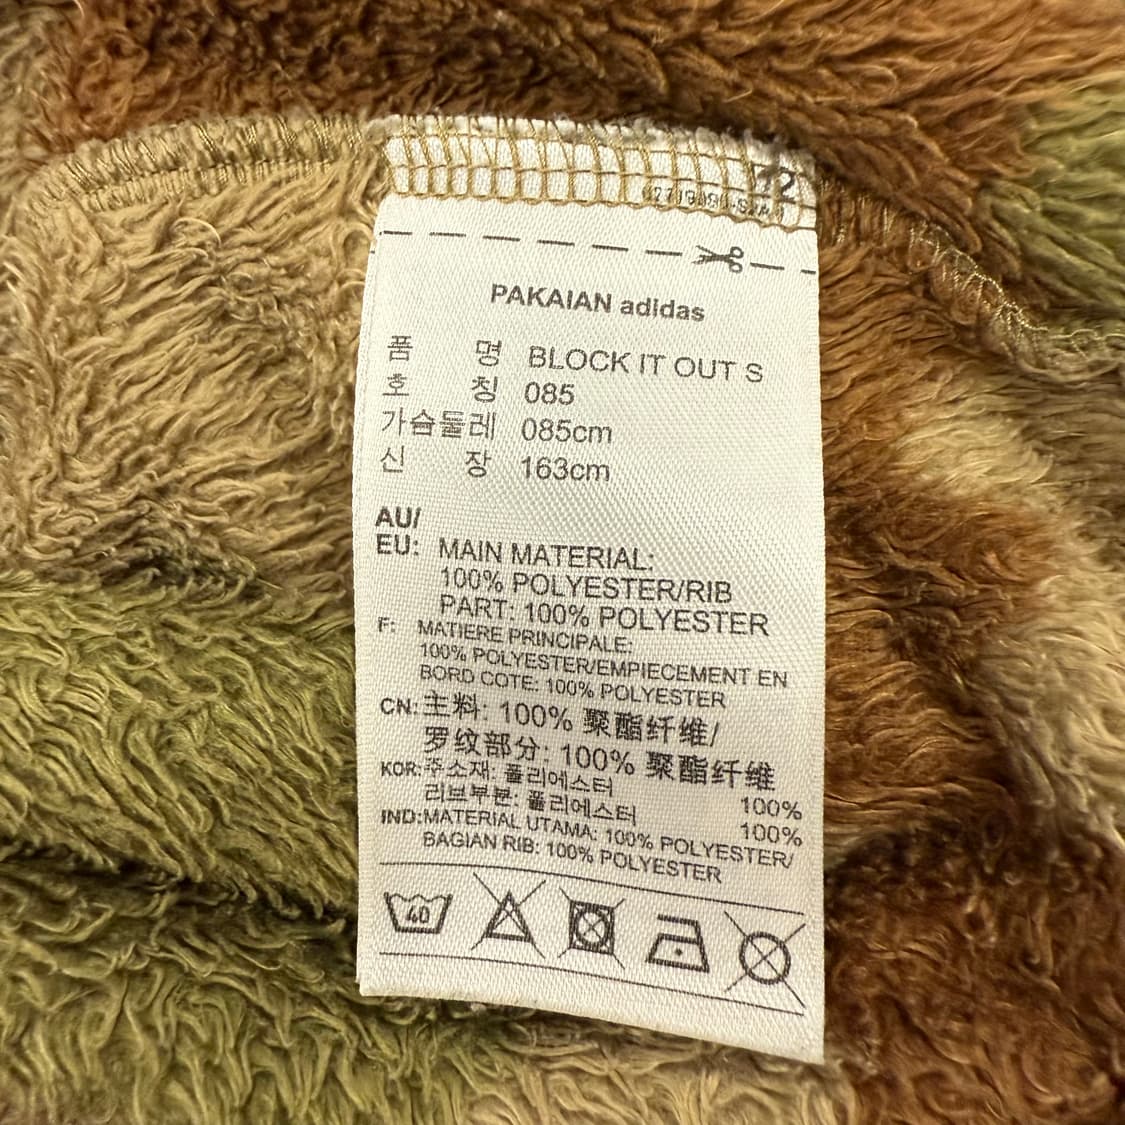 12
PAKAIAN adidas
품 명 BLOCK IT OUT S
호 칭 085
가슴둘레 085cm
신 장 163cm
AU/
EU: MAIN MATERIAL:
100% POLYESTER/RIB
PART: 100% POLYESTER
F: MATIERE PRINCIPALE:
100% POLYESTER/EMPIECEMENT EN
BORD COTE: 100% POLYESTER
CN: 主料: 100% 聚酯纤维/
罗纹部分: 100% 聚酯纤维
KOR: 주소재: 폴리에스터 100%
리브부분: 폴리에스터 100%
IND: MATERIAL UTAMA: 100% POLYESTER/
BAGIAN RIB: 100% POLYESTER
40